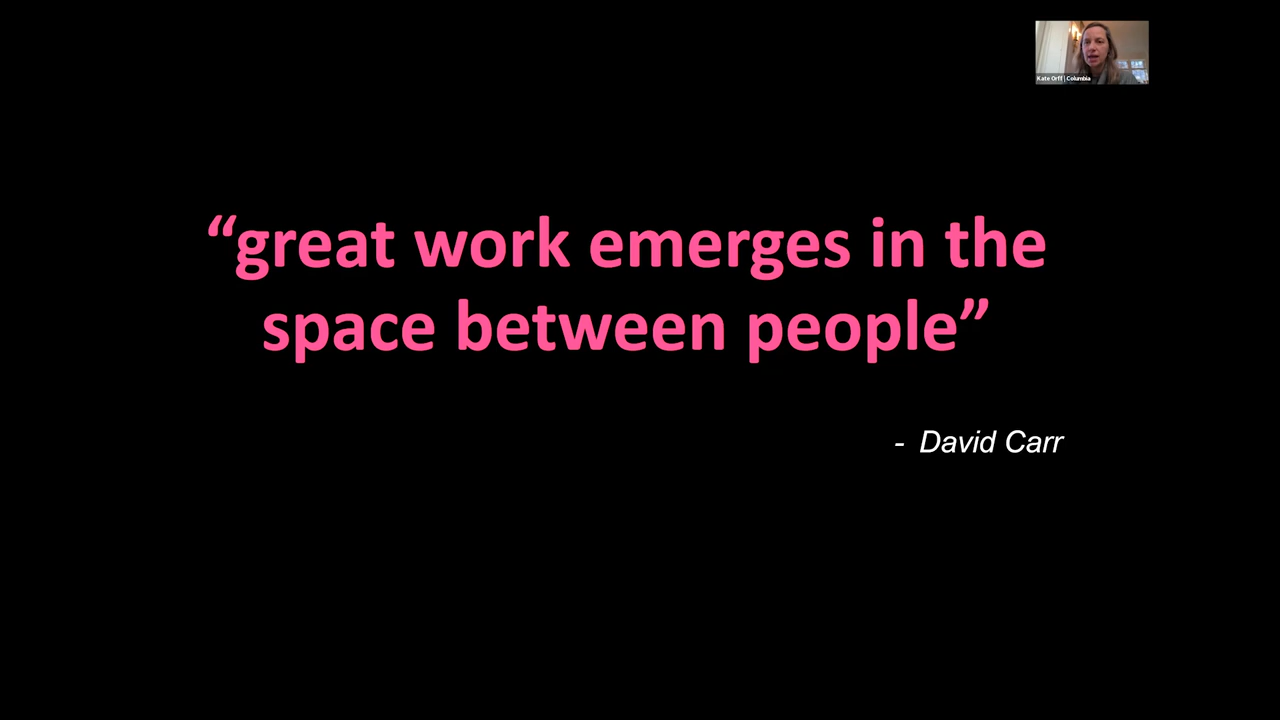 Kate Orff | Columbia
“great work emerges in the
space between people”
- David Carr